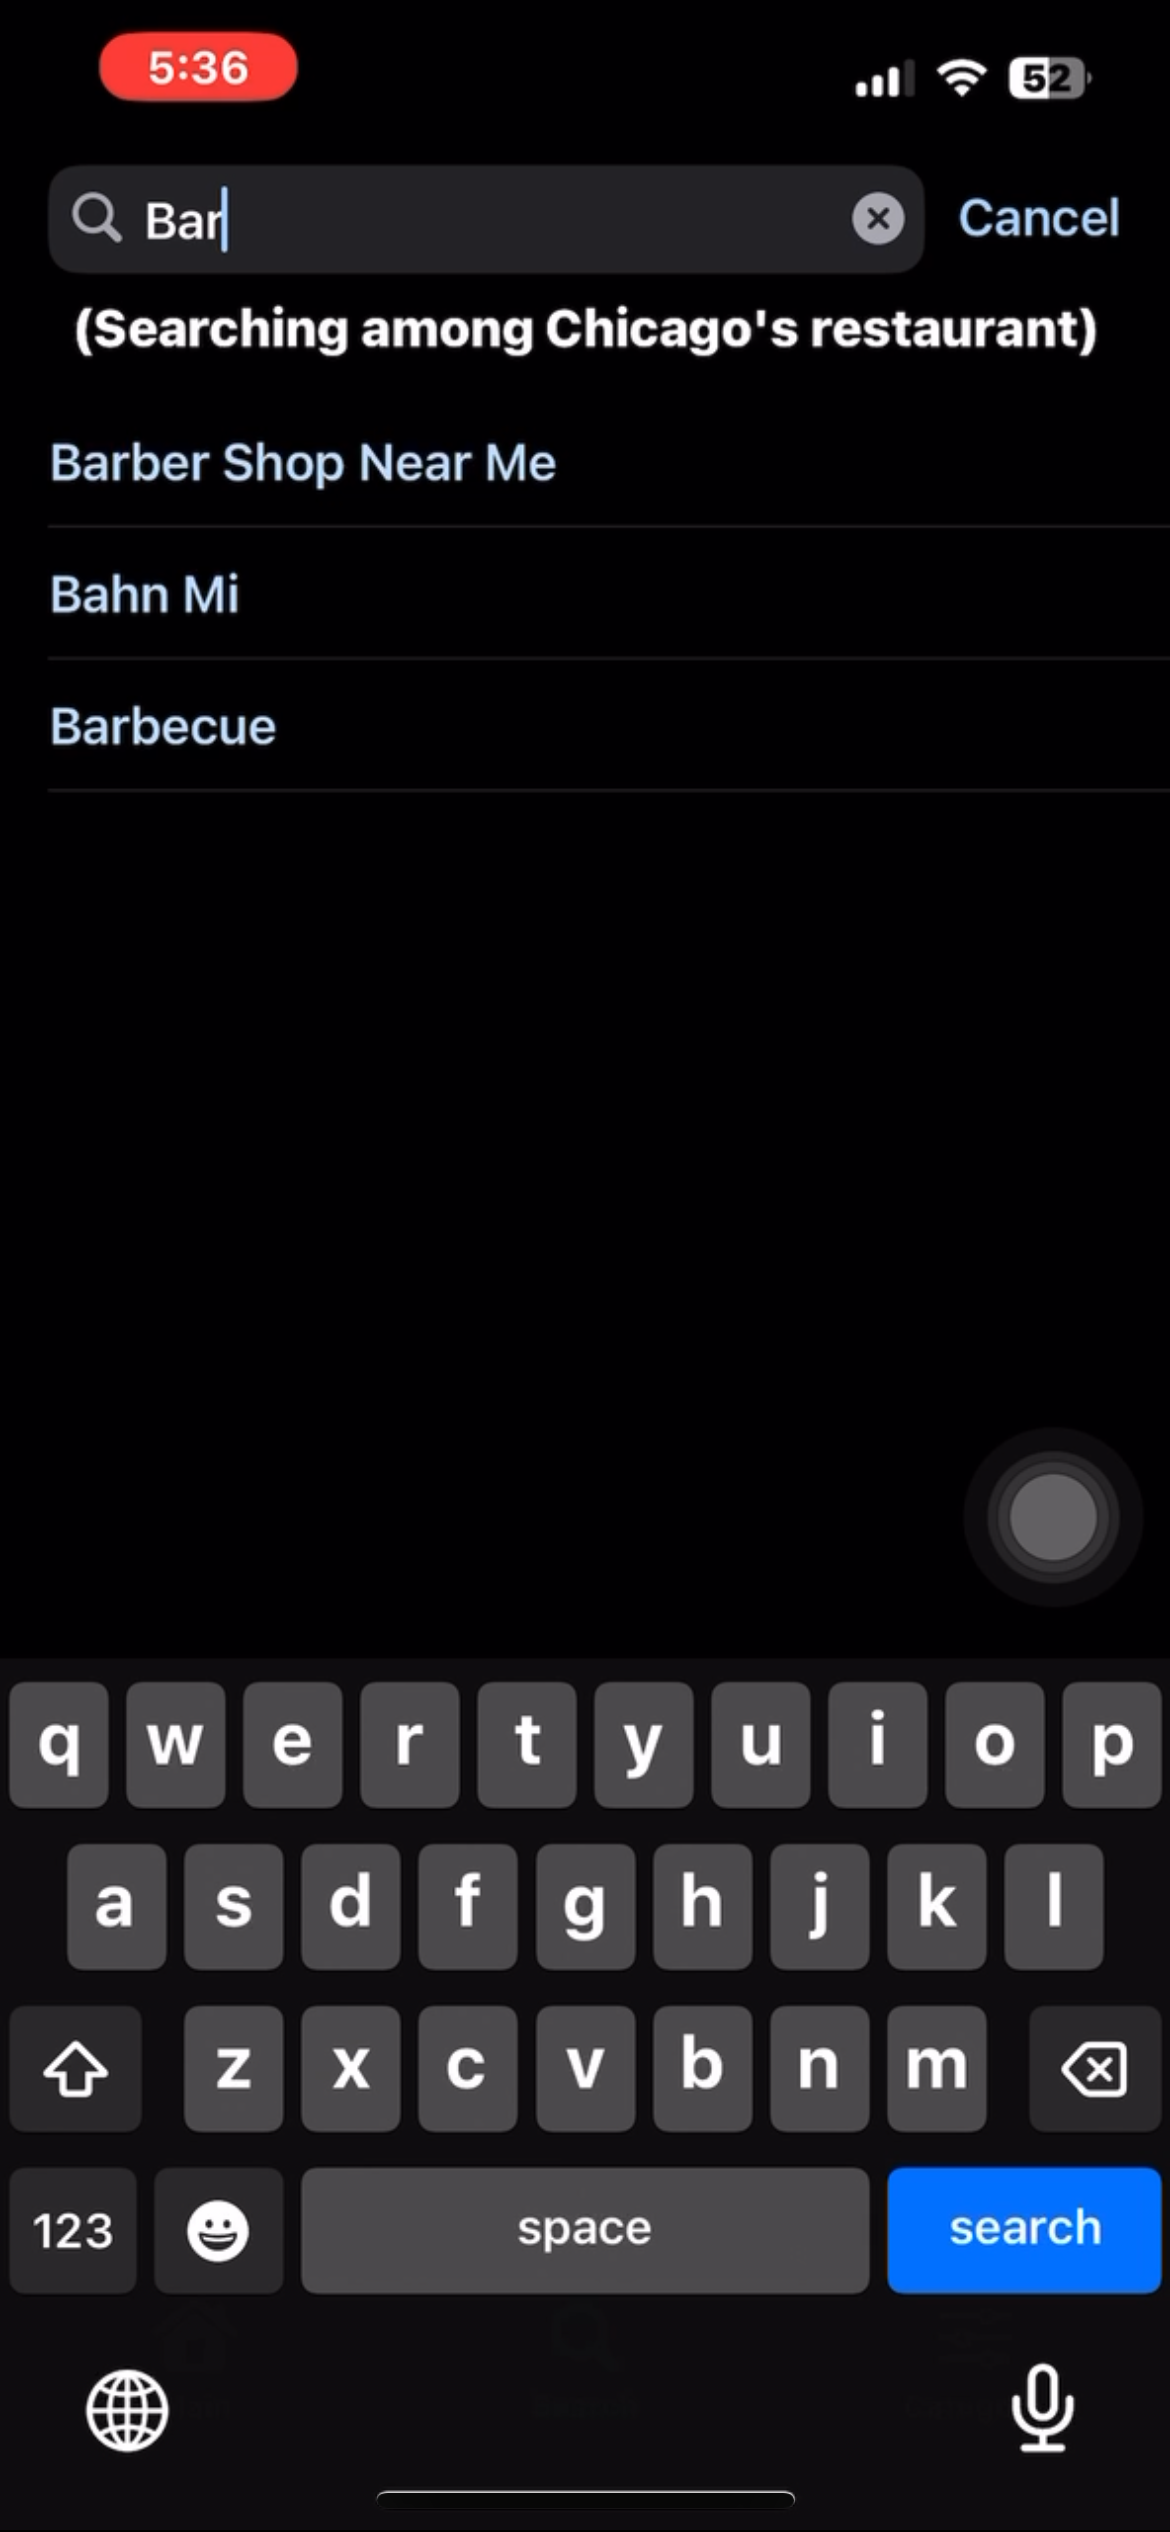 5:36
52
Bar
Cancel
(Searching among Chicago's restaurant)
Barber Shop Near Me
Bahn Mi
Barbecue
q w e r t y u i o p
a s d f g h j k l
z x c v b n m
123 space search